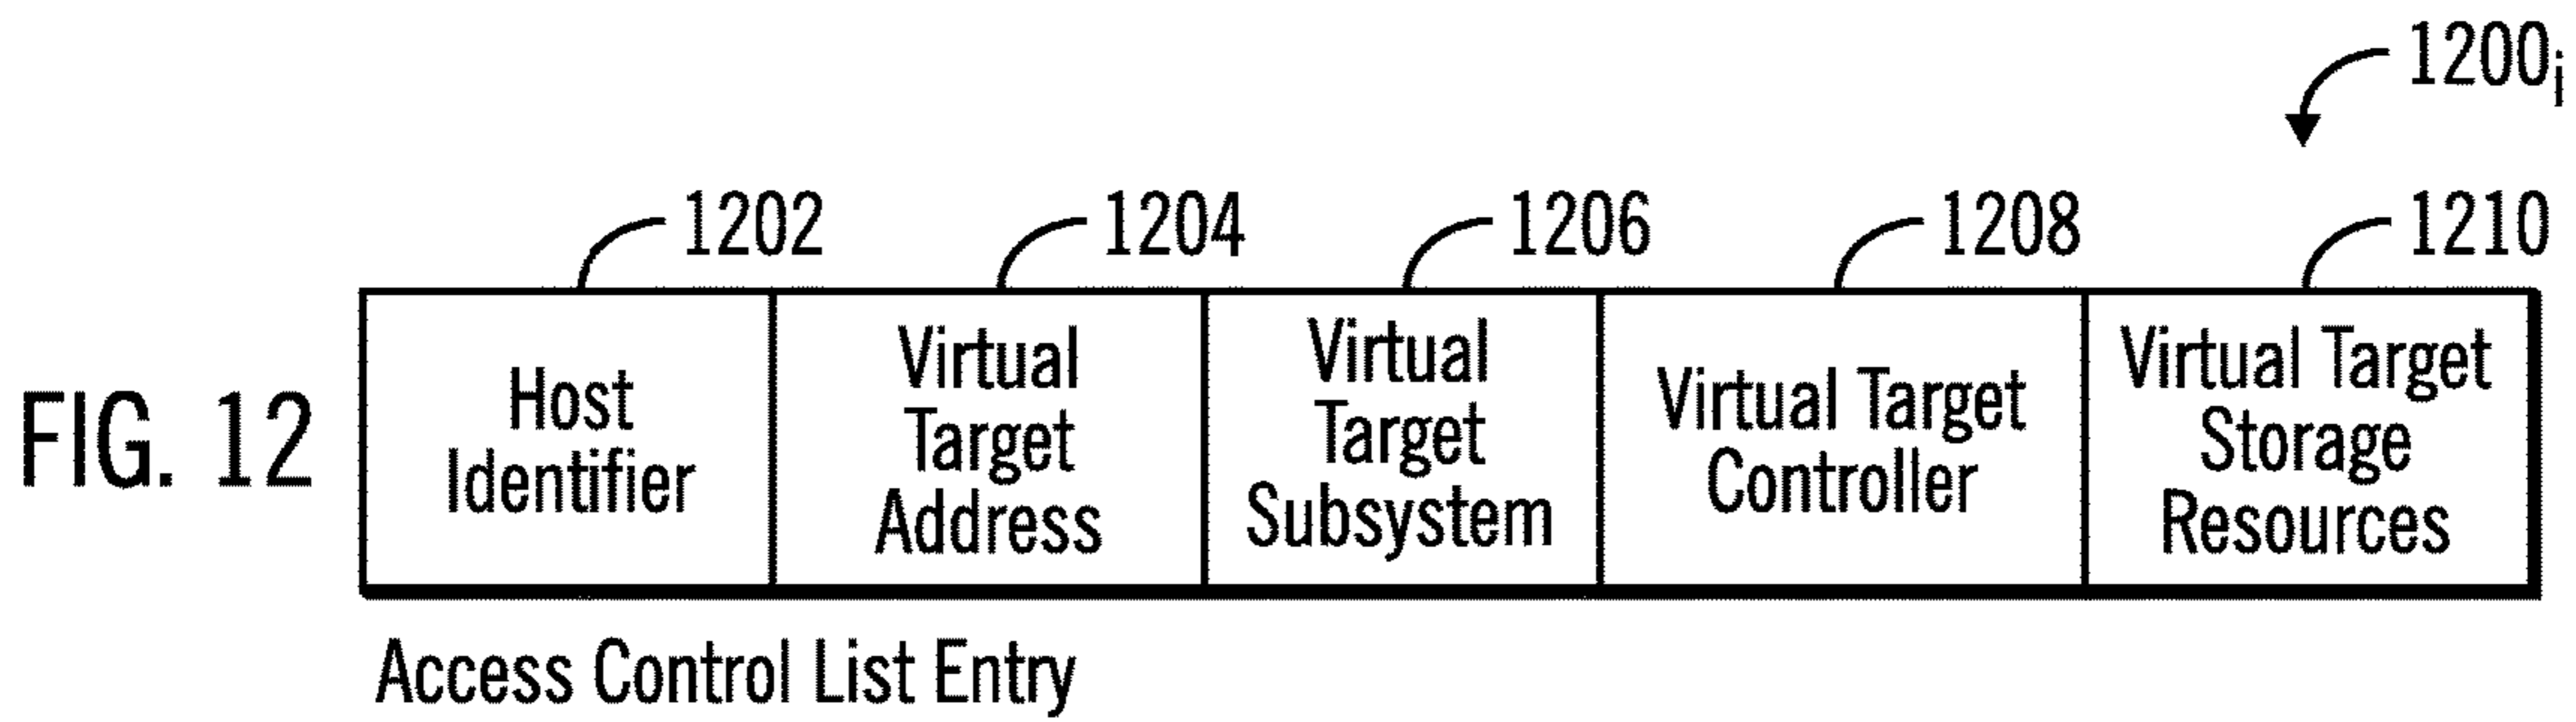 1200i
1202
1204
1206
1208
1210
FIG. 12
Host
Identifier
Virtual
Target
Address
Virtual
Target
Subsystem
Virtual Target
Controller
Virtual Target
Storage
Resources
Access Control List Entry